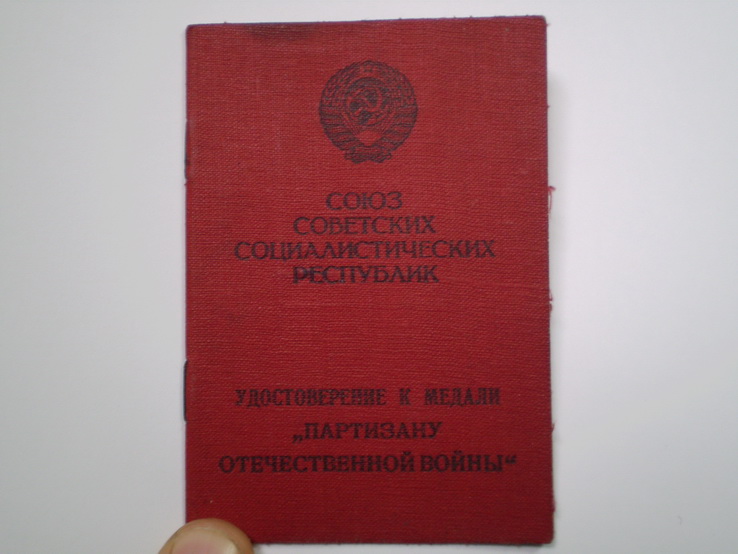 СОЮЗ
СОВЕТСКИХ
СОЦИАЛИСТИЧЕСКИХ
РЕСПУБЛИК
УДОСТОВЕРЕНИЕ К МЕДАЛИ
„ПАРТИЗАНУ
ОТЕЧЕСТВЕННОЙ ВОЙНЫ“